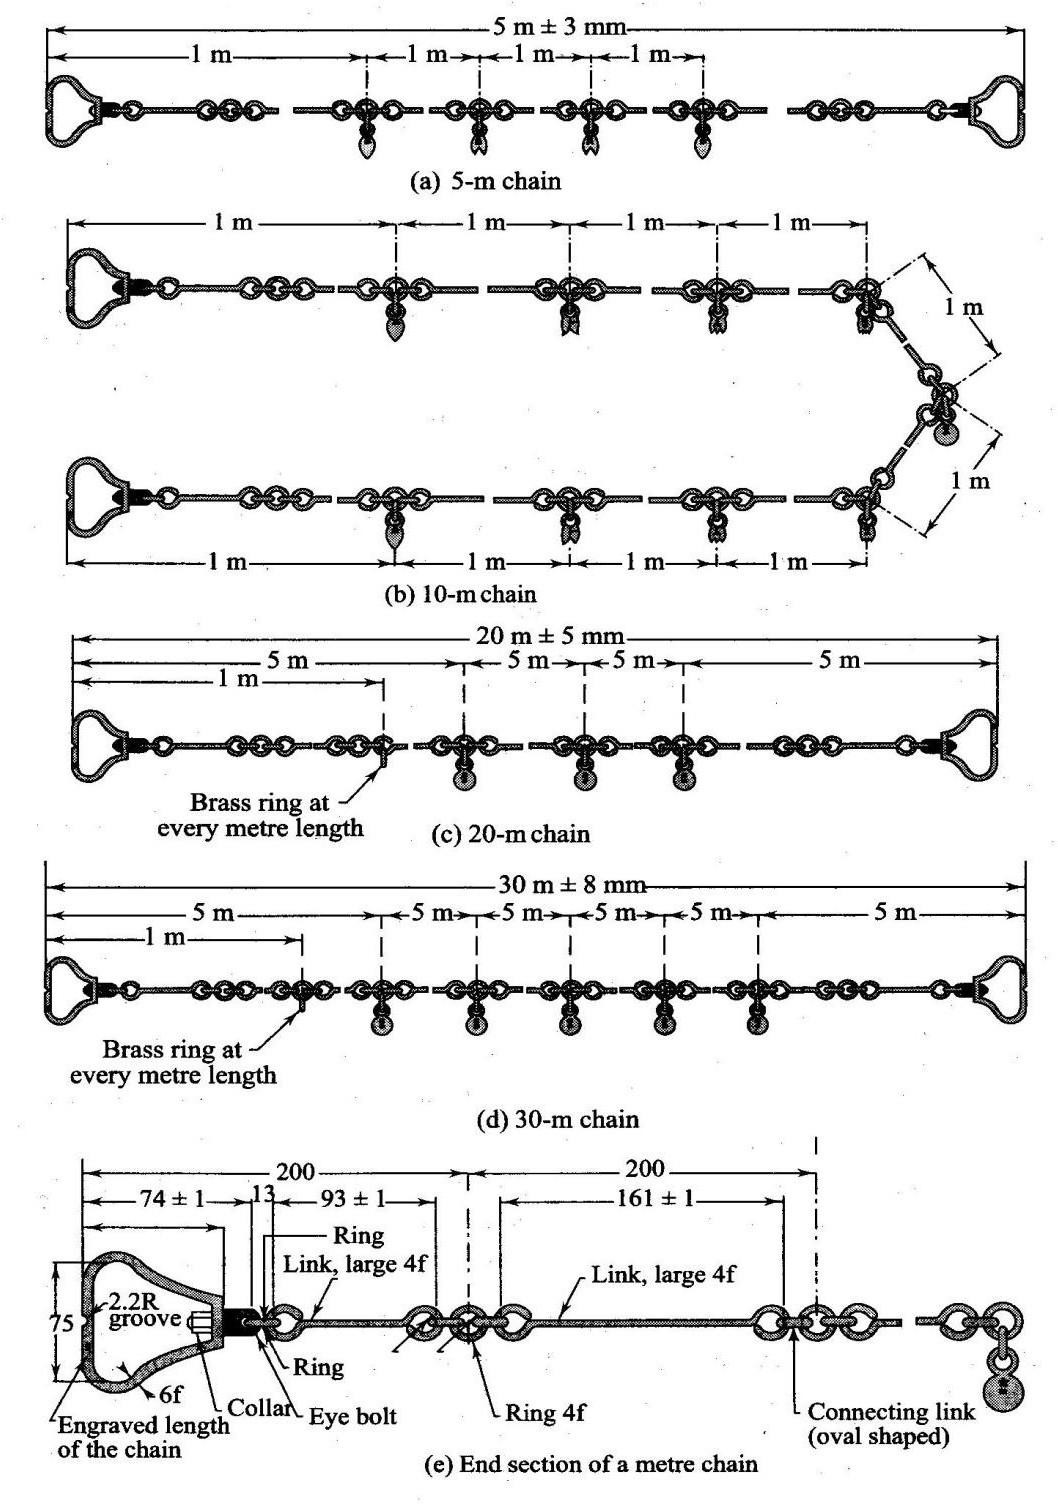 5 m ± 3 mm
1 m 1 m 1 m 1 m
(a) 5-m chain
1 m 1 m 1 m 1 m
1 m
1 m
1 m 1 m 1 m 1 m
(b) 10-m chain
20 m ± 5 mm
5 m 5 m 5 m 5 m
1 m
Brass ring at
every metre length
(c) 20-m chain
30 m ± 8 mm
5 m 5 m 5 m 5 m 5 m 5 m
1 m
Brass ring at
every metre length
(d) 30-m chain
200 200
74 ± 1 13 93 ± 1 161 ± 1
Ring
Link, large 4f
Link, large 4f
2.2R
groove
75
Ring
6f
Collar
Eye bolt
Ring 4f
Engraved length
of the chain
Connecting link
(oval shaped)
(e) End section of a metre chain